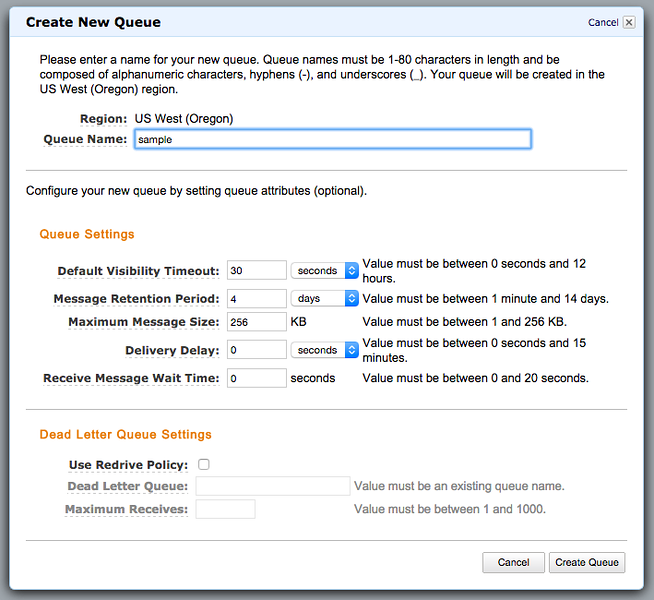 Create New Queue
Cancel
Please enter a name for your new queue. Queue names must be 1-80 characters in length and be
composed of alphanumeric characters, hyphens (-), and underscores (_). Your queue will be created in the
US West (Oregon) region.
Region: US West (Oregon)
Queue Name: sample
Configure your new queue by setting queue attributes (optional).
Queue Settings
Default Visibility Timeout: 30 seconds Value must be between 0 seconds and 12
hours.
Message Retention Period: 4 days Value must be between 1 minute and 14 days.
Maximum Message Size: 256 KB Value must be between 1 and 256 KB.
Delivery Delay: 0 seconds Value must be between 0 seconds and 15
minutes.
Receive Message Wait Time: 0 seconds Value must be between 0 and 20 seconds.
Dead Letter Queue Settings
Use Redrive Policy:
Dead Letter Queue: Value must be an existing queue name.
Maximum Receives: Value must be between 1 and 1000.
Cancel Create Queue